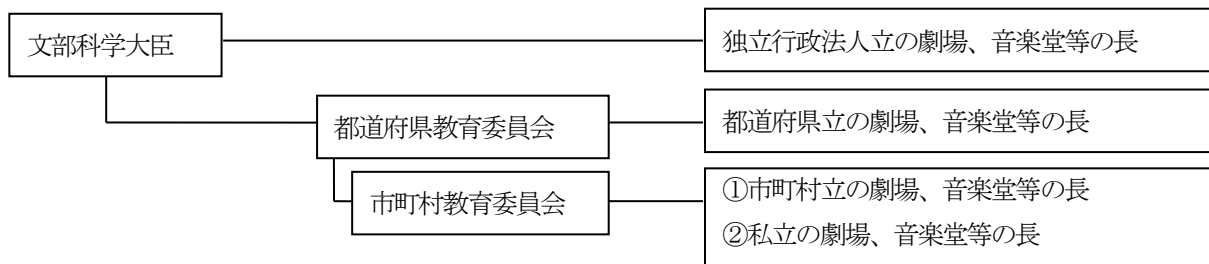 文部科学大臣
独立行政法人立の劇場、音楽堂等の長
都道府県教育委員会
都道府県立の劇場、音楽堂等の長
市町村教育委員会
①市町村立の劇場、音楽堂等の長
②私立の劇場、音楽堂等の長